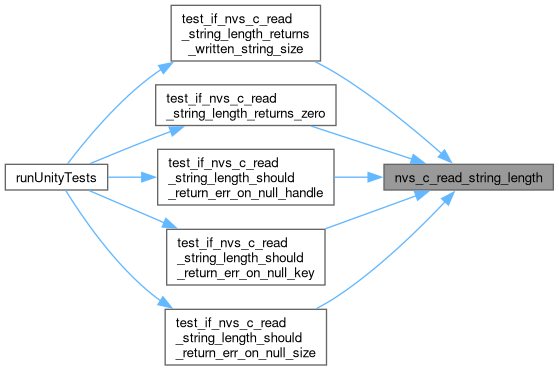 test_if_nvs_c_read
_string_length_returns
_written_string_size
test_if_nvs_c_read
_string_length_returns_zero
runUnityTests
test_if_nvs_c_read
_string_length_should
_return_err_on_null_handle
nvs_c_read_string_length
test_if_nvs_c_read
_string_length_should
_return_err_on_null_key
test_if_nvs_c_read
_string_length_should
_return_err_on_null_size